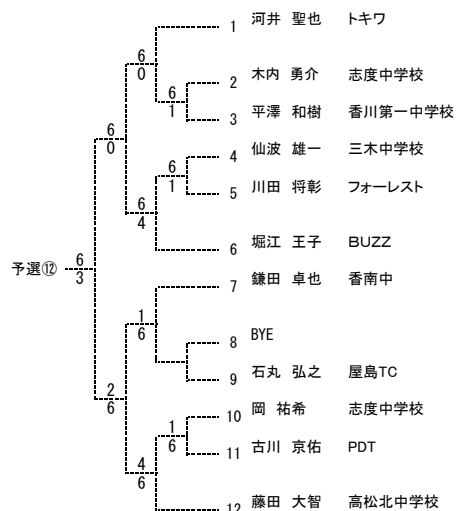 1 河井 聖也 トキワ
6
0
2 木内 勇介 志度中学校
6
1
3 平澤 和樹 香川第一中学校
6
0
4 仙波 雄一 三木中学校
6
1
5 川田 将彰 フォーレスト
6
4
6 堀江 王子 BUZZ
予選⑫
6
3
7 鎌田 卓也 香南中
1
6
8 BYE
9 石丸 弘之 屋島TC
2
6
10 岡 祐希 志度中学校
1
6
11 古川 京佑 PDT
4
6
12 藤田 大智 高松北中学校